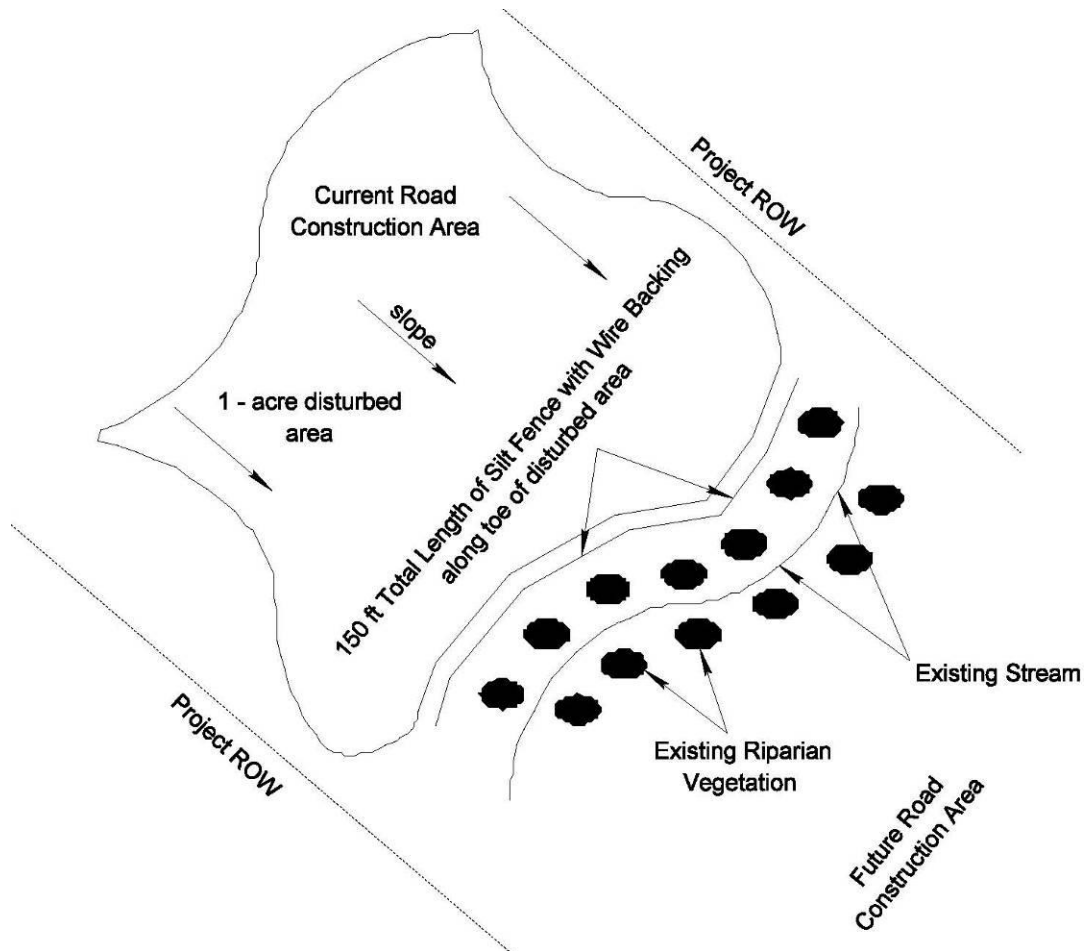 Project ROW
Current Road
Construction Area
slope
1 - acre disturbed
area
150 ft Total Length of Silt Fence with Wire Backing
along toe of disturbed area
Existing Stream
Project ROW
Existing Riparian
Vegetation
Future Road
Construction Area